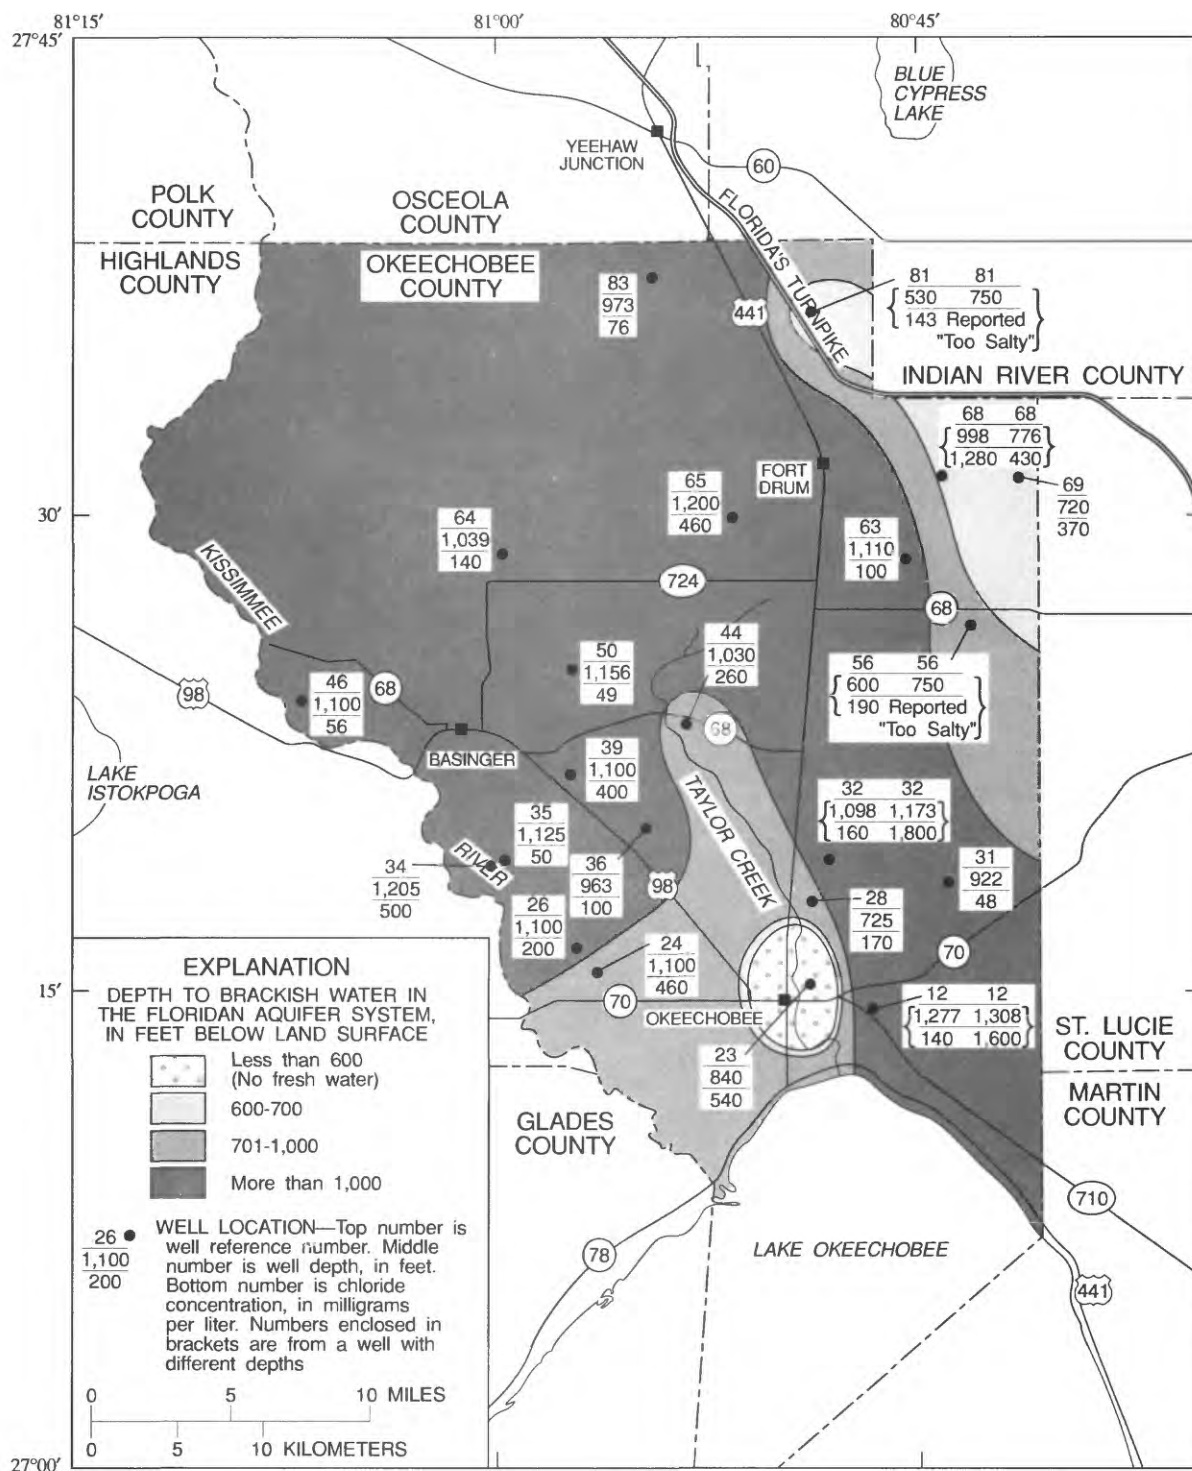 81°15′ 81°00′ 80°45′
27°45′
BLUE
CYPRESS
LAKE
YEEHAW
JUNCTION
60
POLK
COUNTY
OSCEOLA
COUNTY
FLORIDA'S TURNPIKE
HIGHLANDS
COUNTY
OKEECHOBEE
COUNTY
83
973
76
441
81 81
530 750
143 Reported
"Too Salty"
INDIAN RIVER COUNTY
68 68
998 776
1,280 430
69
720
370
FORT
DRUM
65
1,200
460
30′
64
1,039
140
63
1,110
100
KISSIMMEE
724
68
44
1,030
260
50
1,156
49
56 56
600 750
190 Reported
"Too Salty"
98
46
1,100
56
68
68
BASINGER
LAKE
ISTOKPOGA
39
1,100
400
TAYLOR CREEK
32 32
1,098 1,173
160 1,800
35
1,125
50
RIVER
34
1,205
500
36
963
100
98
31
922
48
28
725
170
26
1,100
200
24
1,100
460
70
15′
70
OKEECHOBEE
12 12
1,277 1,308
140 1,600
23
840
540
ST. LUCIE
COUNTY
MARTIN
COUNTY
GLADES
COUNTY
710
78
LAKE OKEECHOBEE
441
EXPLANATION
DEPTH TO BRACKISH WATER IN
THE FLORIDAN AQUIFER SYSTEM,
IN FEET BELOW LAND SURFACE
Less than 600
(No fresh water)
600-700
701-1,000
More than 1,000
26
1,100
200
WELL LOCATION—Top number is
well reference number. Middle
number is well depth, in feet.
Bottom number is chloride
concentration, in milligrams
per liter. Numbers enclosed in
brackets are from a well with
different depths
0 5 10 MILES
0 5 10 KILOMETERS
27°00′